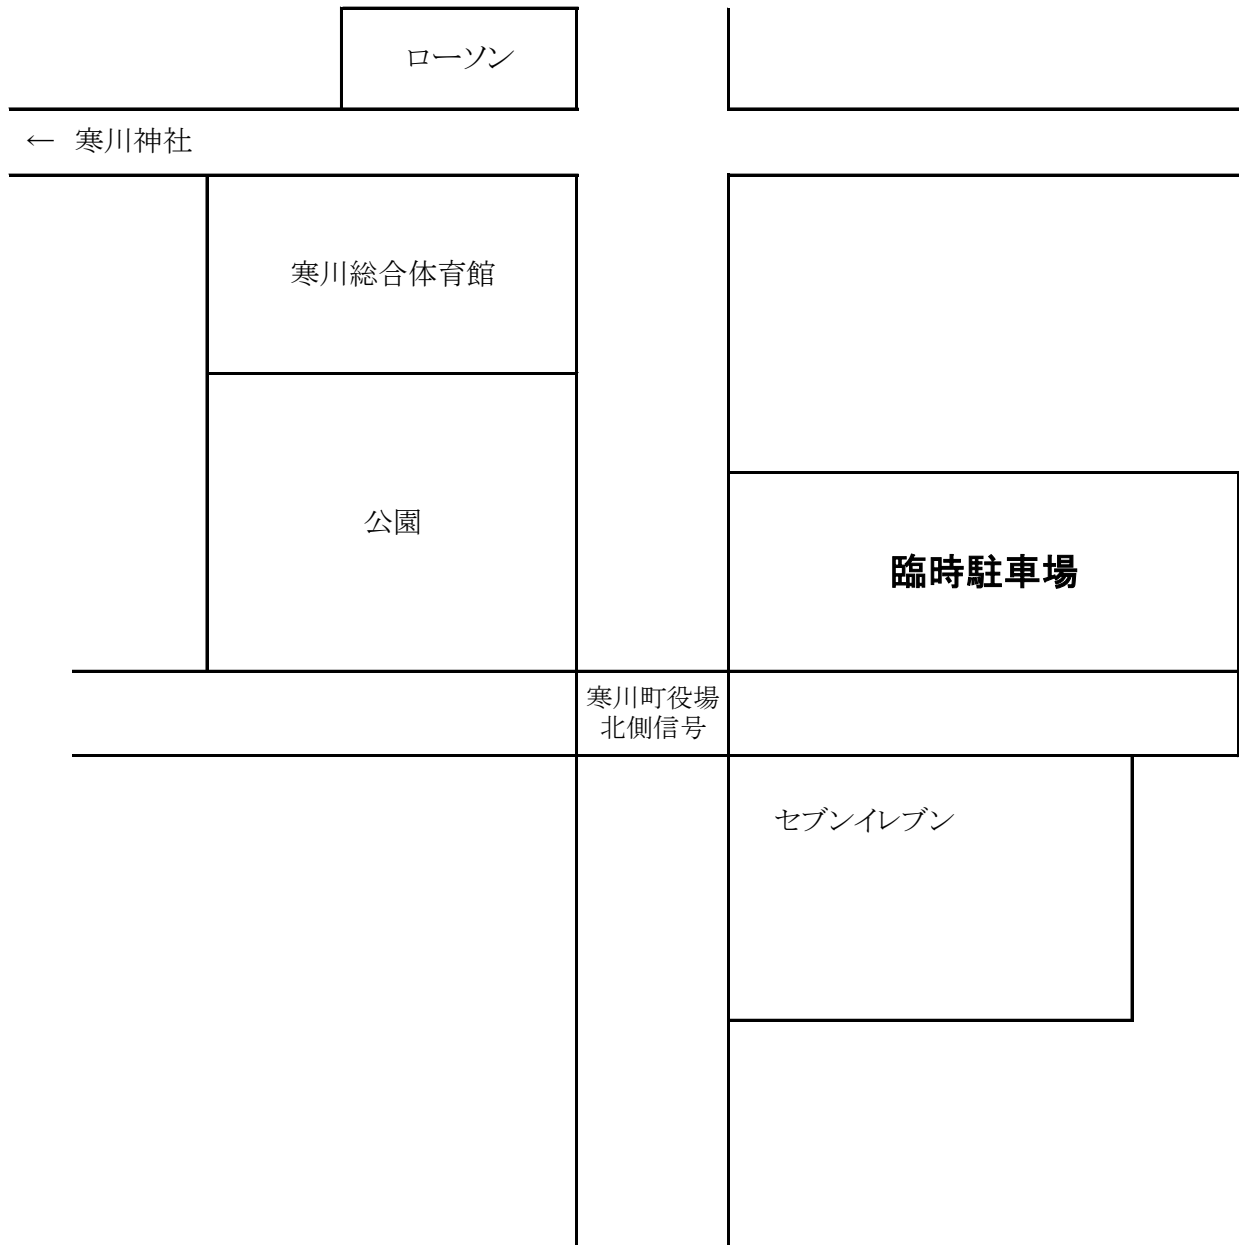 ローソン
← 寒川神社
寒川総合体育館
公園
臨時駐車場
寒川町役場
北側信号
セブンイレブン